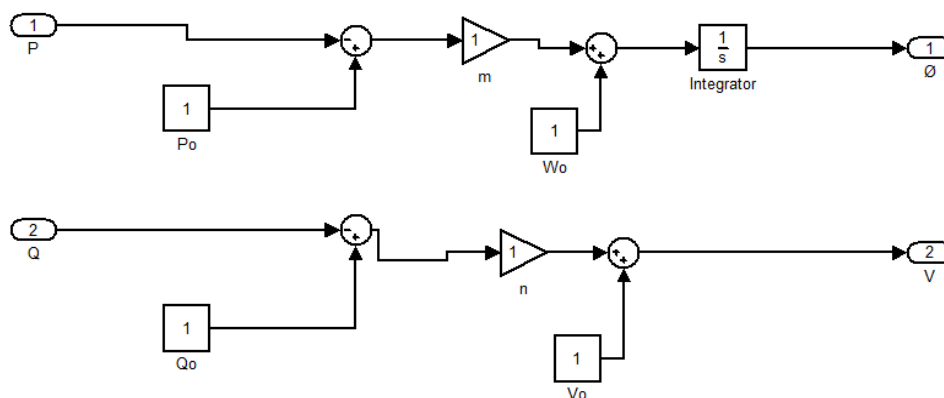 1
P
- +
1
m
+ +
1
s
Integrator
1
Ø
1
Po
1
Wo
2
Q
- +
1
n
+ +
2
V
1
Qo
1
Vo